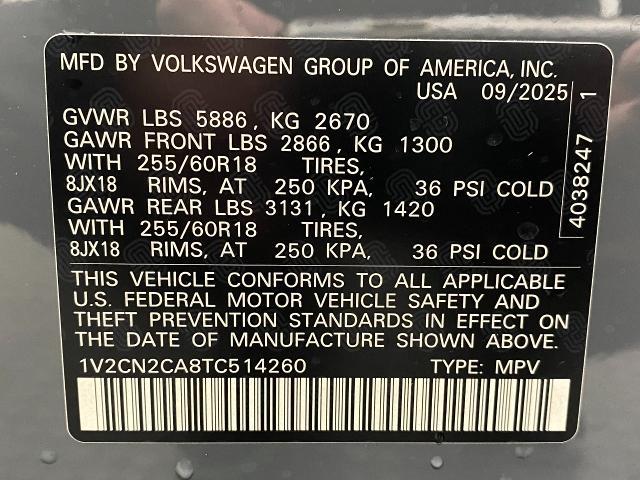 MFD BY VOLKSWAGEN GROUP OF AMERICA, INC.
USA 09/2025
GVWR LBS 5886, KG 2670
GAWR FRONT LBS 2866, KG 1300
WITH 255/60R18 TIRES,
8JX18 RIMS, AT 250 KPA, 36 PSI COLD
GAWR REAR LBS 3131, KG 1420
WITH 255/60R18 TIRES,
8JX18 RIMS, AT 250 KPA, 36 PSI COLD
THIS VEHICLE CONFORMS TO ALL APPLICABLE
U.S. FEDERAL MOTOR VEHICLE SAFETY AND
THEFT PREVENTION STANDARDS IN EFFECT ON
THE DATE OF MANUFACTURE SHOWN ABOVE.
1V2CN2CA8TC514260 TYPE: MPV
4038247 1